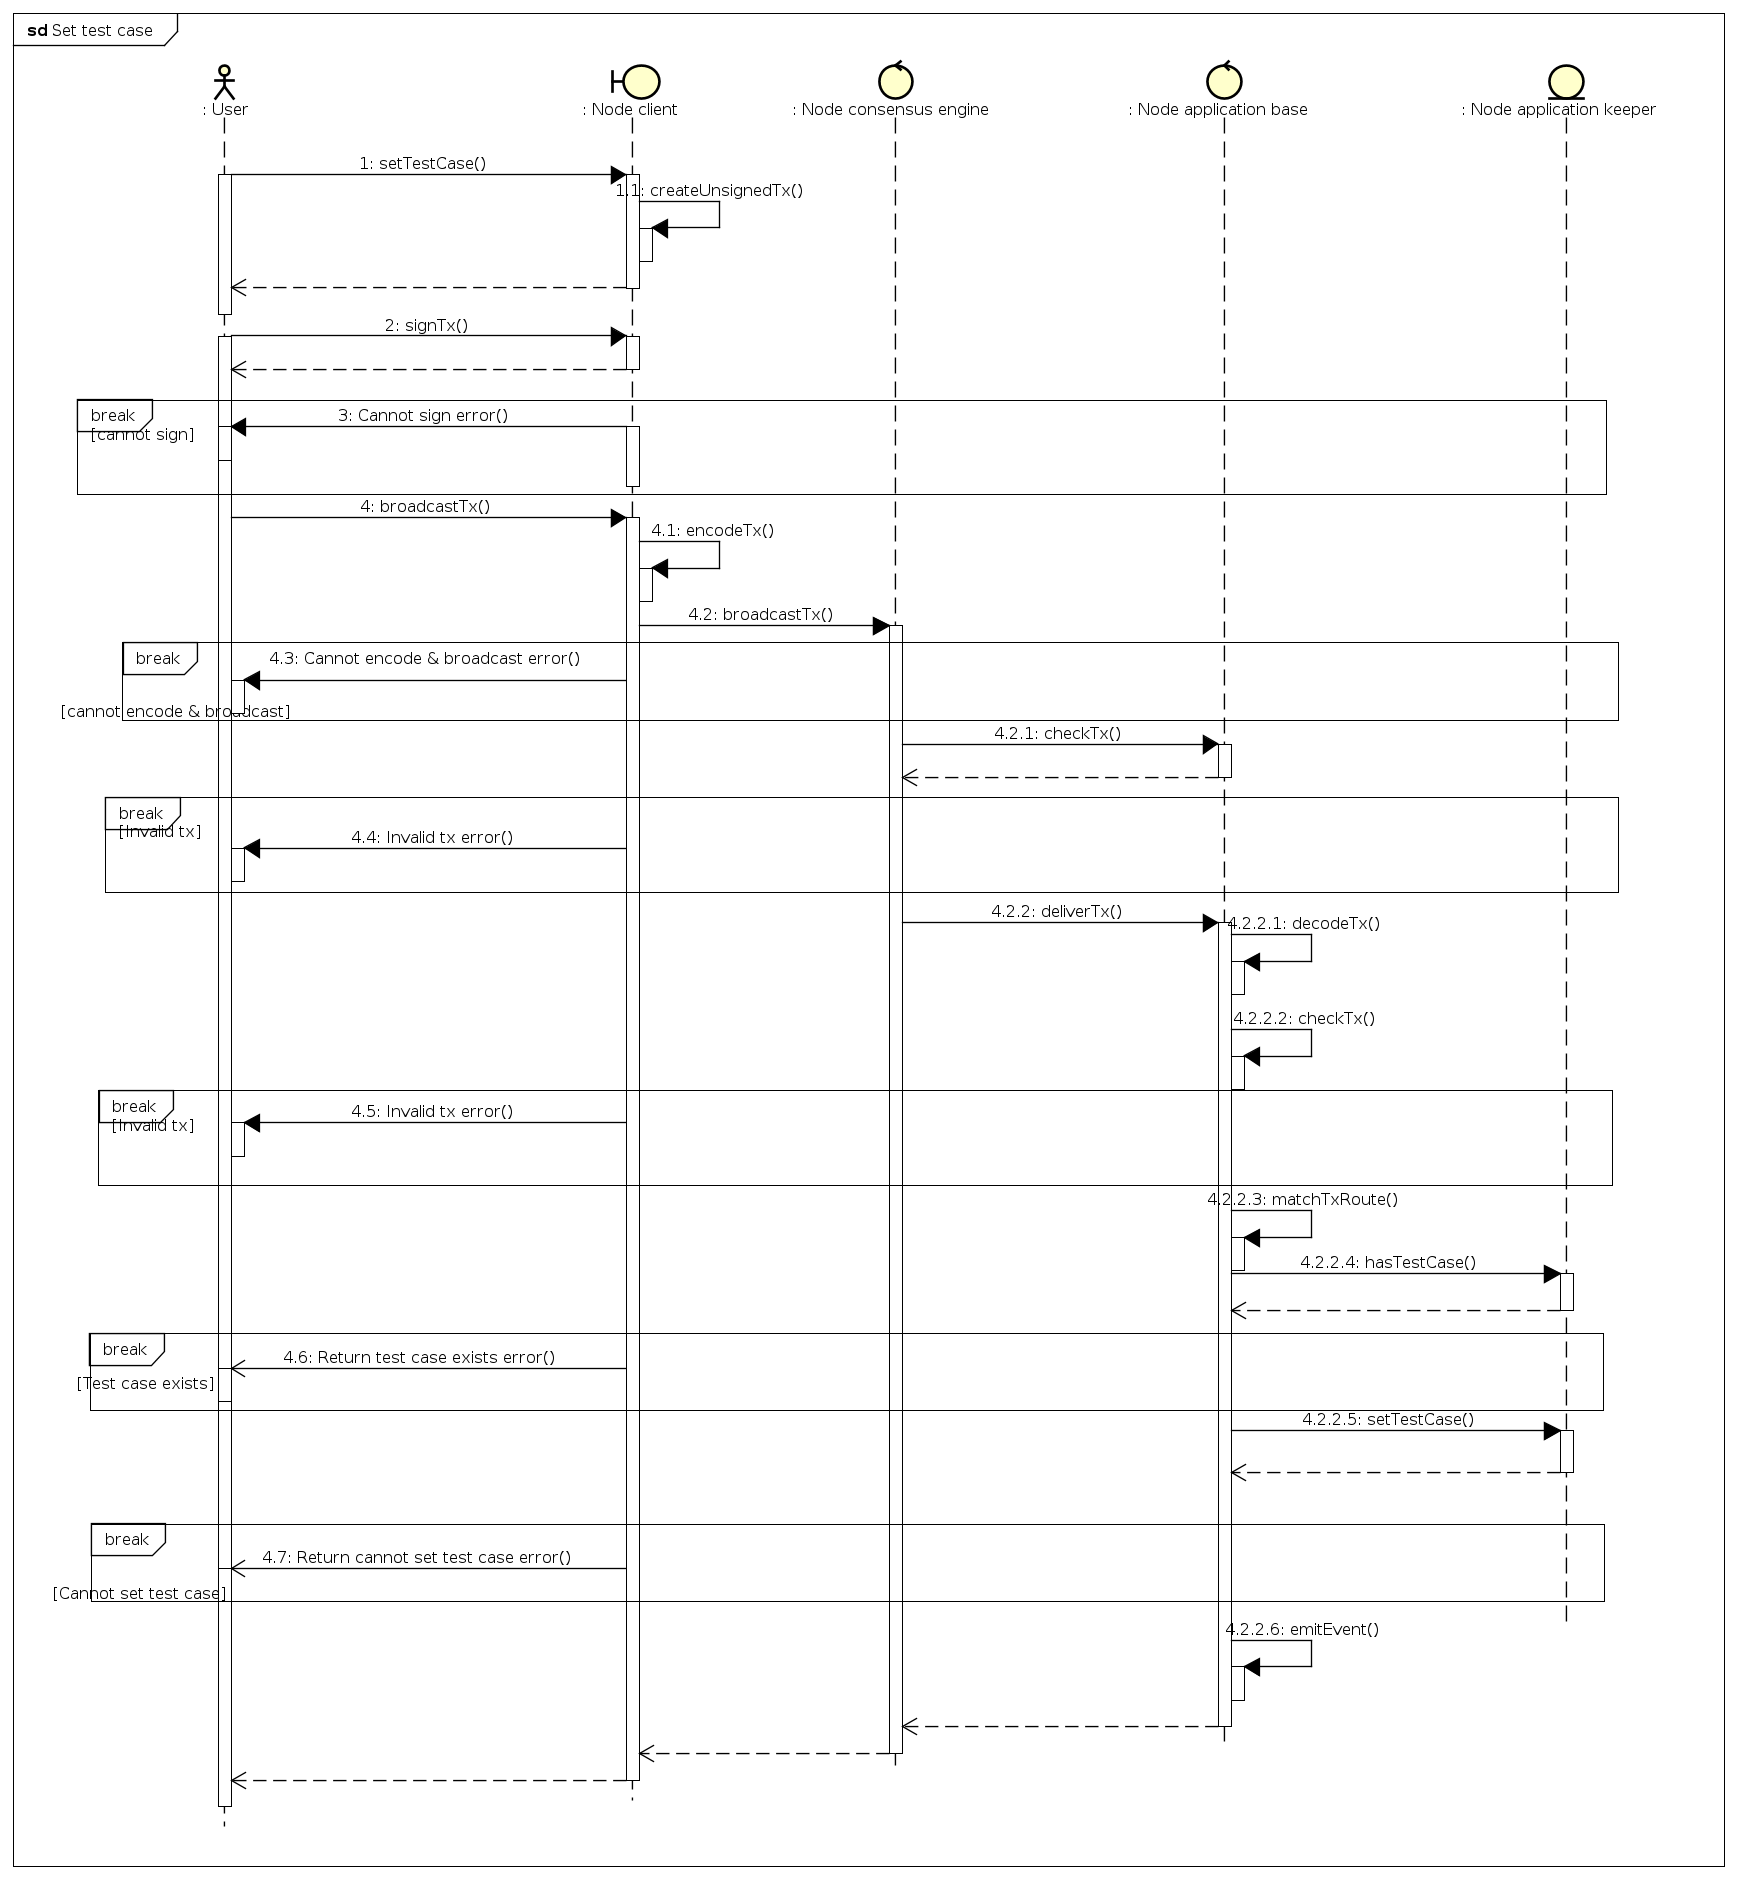 sd Set test case
: User
: Node client
: Node consensus engine
: Node application base
: Node application keeper
1: setTestCase()
1.1: createUnsignedTx()
2: signTx()
break
[cannot sign]
3: Cannot sign error()
4: broadcastTx()
4.1: encodeTx()
4.2: broadcastTx()
break
4.3: Cannot encode & broadcast error()
[cannot encode & broadcast]
4.2.1: checkTx()
break
[Invalid tx]
4.4: Invalid tx error()
4.2.2: deliverTx()
4.2.2.1: decodeTx()
4.2.2.2: checkTx()
break
[Invalid tx]
4.5: Invalid tx error()
4.2.2.3: matchTxRoute()
4.2.2.4: hasTestCase()
break
4.6: Return test case exists error()
[Test case exists]
4.2.2.5: setTestCase()
break
4.7: Return cannot set test case error()
[Cannot set test case]
4.2.2.6: emitEvent()